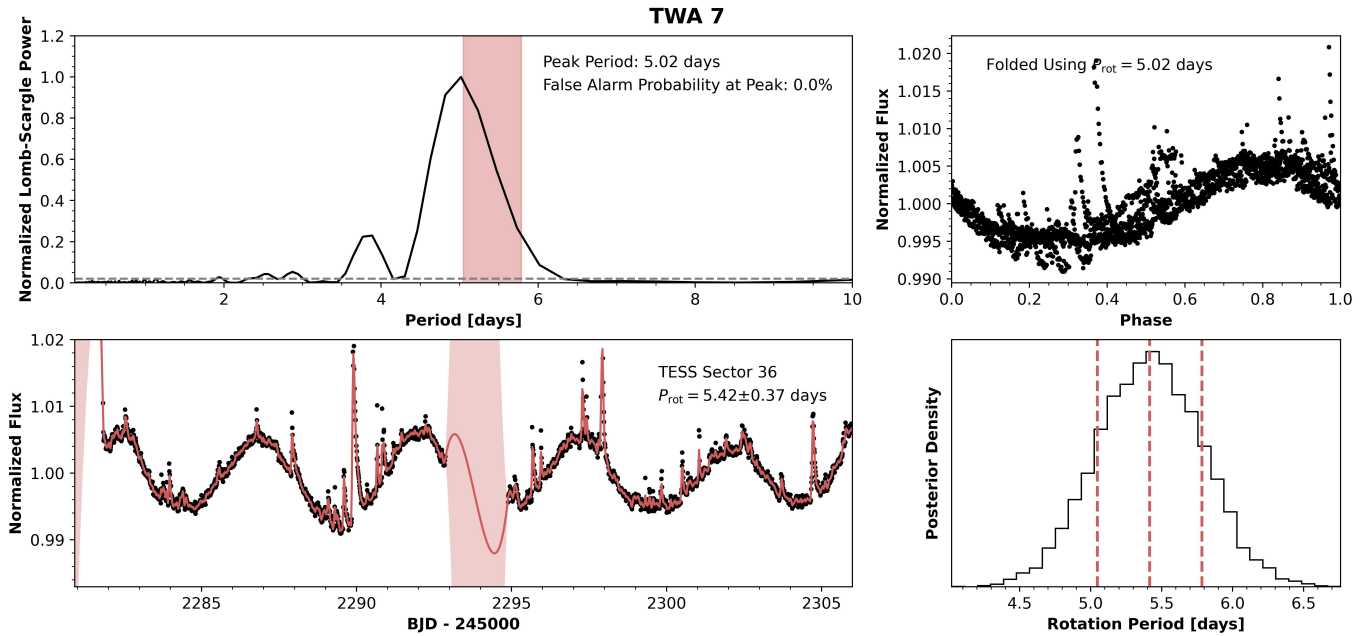 TWA 7
Normalized Lomb-Scargle Power
1.2
1.0
0.8
0.6
0.4
0.2
0.0
Peak Period: 5.02 days
False Alarm Probability at Peak: 0.0%
2
4
6
8
10
Period [days]
Normalized Flux
1.020
1.015
1.010
1.005
1.000
0.995
0.990
Folded Using Prot = 5.02 days
0.0
0.2
0.4
0.6
0.8
1.0
Phase
Normalized Flux
1.02
1.01
1.00
0.99
TESS Sector 36
Prot = 5.42±0.37 days
2285
2290
2295
2300
2305
BJD - 245000
Posterior Density
4.5
5.0
5.5
6.0
6.5
Rotation Period [days]